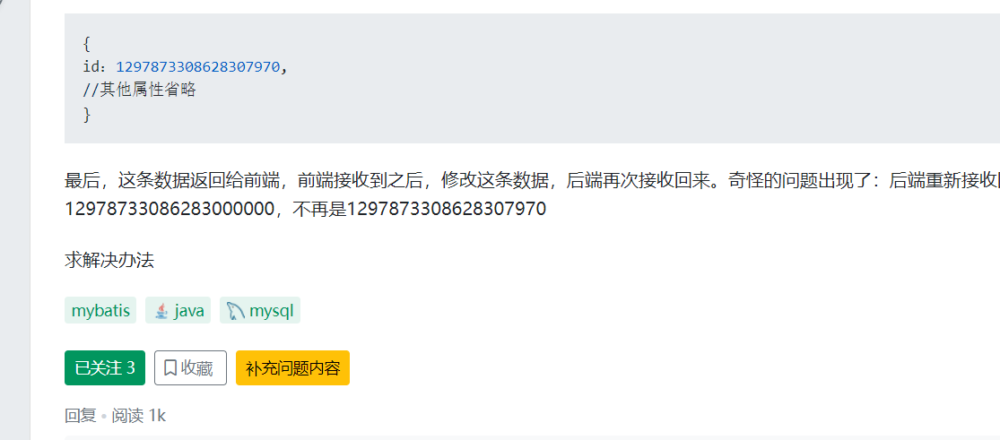 {
id：1297873308628307970,
//其他属性省略
}
最后，这条数据返回给前端，前端接收到之后，修改这条数据，后端再次接收回来。奇怪的问题出现了：后端重新接收
12978733086283000000，不再是1297873308628307970
求解决办法
mybatis java mysql
已关注 3 收藏 补充问题内容
回复 • 阅读 1k